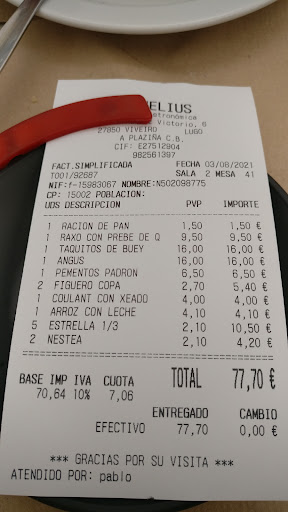 ELIUS
Victorio, 6
27850 VIVEIRO LUGO
A PLAZIÑA C.B.
CIF: E27512904
982561397
FACT.SIMPLIFICADA FECHA 03/08/2021
T001/92687 SALA 2 MESA 41
NIF:f-15983067 NOMBRE:N502098775
CP: 15002 POBLACION:
UDS DESCRIPCION PVP IMPORTE
1 RACION DE PAN 1,50 1,50 €
1 RAXO CON PREBE DE Q 9,50 9,50 €
1 TAQUITOS DE BUEY 16,00 16,00 €
1 ANGUS 16,00 16,00 €
1 PEMENTOS PADRON 6,50 6,50 €
2 FIGUERO COPA 2,70 5,40 €
1 COULANT CON XEADO 4,00 4,00 €
1 ARROZ CON LECHE 4,10 4,10 €
5 ESTRELLA 1/3 2,10 10,50 €
2 NESTEA 2,10 4,20 €
BASE IMP IVA CUOTA TOTAL 77,70 €
70,64 10% 7,06
ENTREGADO CAMBIO
EFECTIVO 77,70 0,00 €
*** GRACIAS POR SU VISITA ***
ATENDIDO POR: pablo